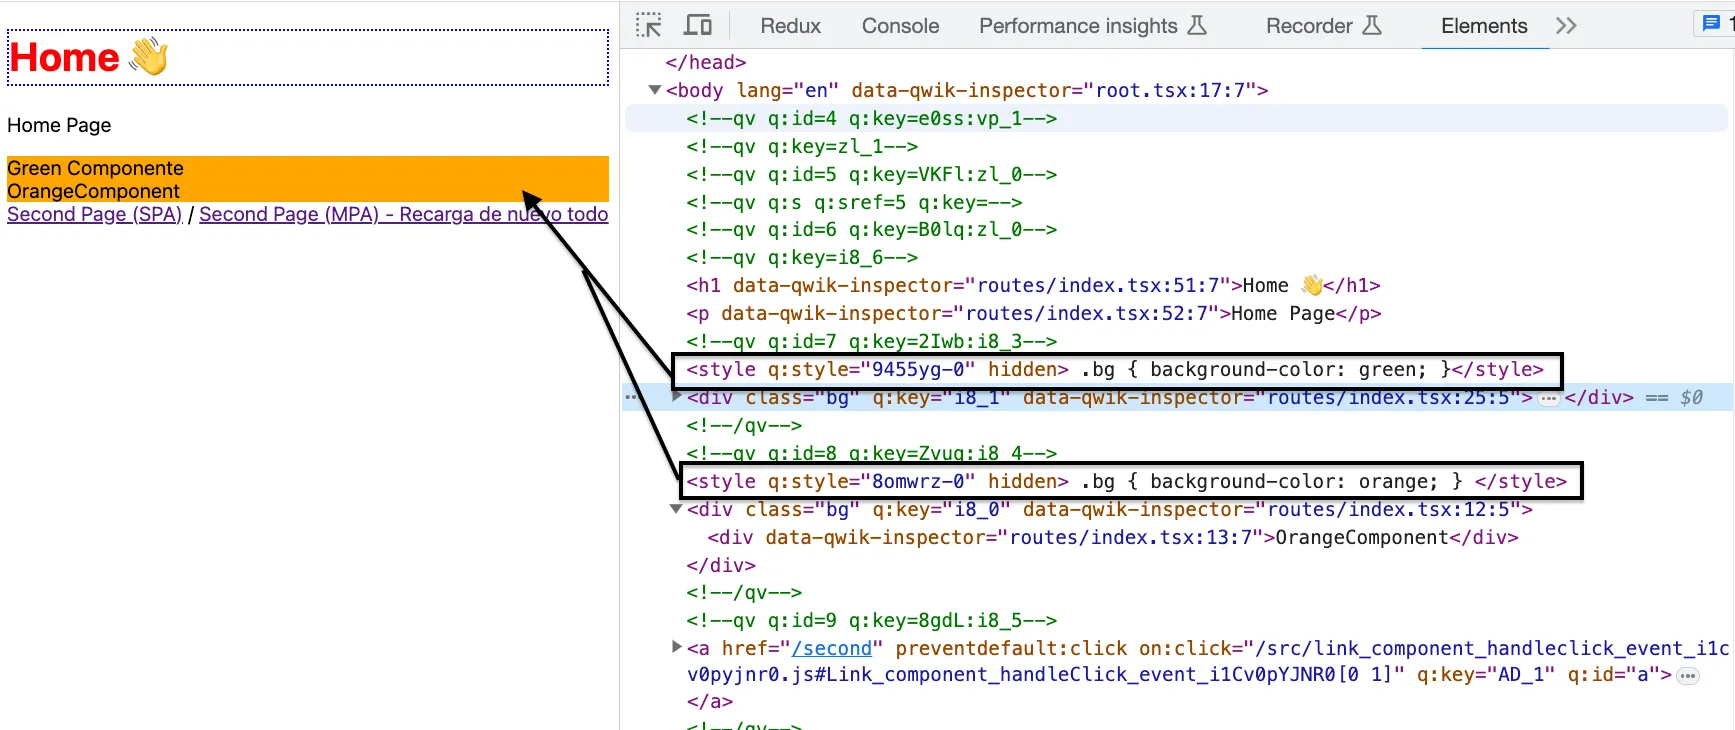 Home 👋
Home Page
Green Componente
OrangeComponent
Second Page (SPA) / Second Page (MPA) - Recarga de nuevo todo
Redux Console Performance insights Recorder Elements 1
</head>
<body lang="en" data-qwik-inspector="root.tsx:17:7">
<!--qv q:id=4 q:key=e0ss:vp_1-->
<!--qv q:key=zl_1-->
<!--qv q:id=5 q:key=VKFl:zl_0-->
<!--qv q:s q:sref=5 q:key=-->
<!--qv q:id=6 q:key=B0lq:zl_0-->
<!--qv q:key=i8_6-->
<h1 data-qwik-inspector="routes/index.tsx:51:7">Home 👋</h1>
<p data-qwik-inspector="routes/index.tsx:52:7">Home Page</p>
<!--qv q:id=7 q:key=2Iwb:i8_3-->
<style q:style="9455yg-0" hidden> .bg { background-color: green; }</style>
<div class="bg" q:key="i8_1" data-qwik-inspector="routes/index.tsx:25:5">…</div> == $0
<!--/qv-->
<!--qv q:id=8 q:key=Zvuq:i8_4-->
<style q:style="8omwrz-0" hidden> .bg { background-color: orange; } </style>
<div class="bg" q:key="i8_0" data-qwik-inspector="routes/index.tsx:12:5">
<div data-qwik-inspector="routes/index.tsx:13:7">OrangeComponent</div>
</div>
<!--/qv-->
<!--qv q:id=9 q:key=8gdL:i8_5-->
<a href="/second" preventdefault:click on:click="/src/link_component_handleclick_event_i1c
v0pyjnr0.js#Link_component_handleClick_event_i1Cv0pYJNR0[0 1]" q:key="AD_1" q:id="a">…
</a>
<!--/qv-->